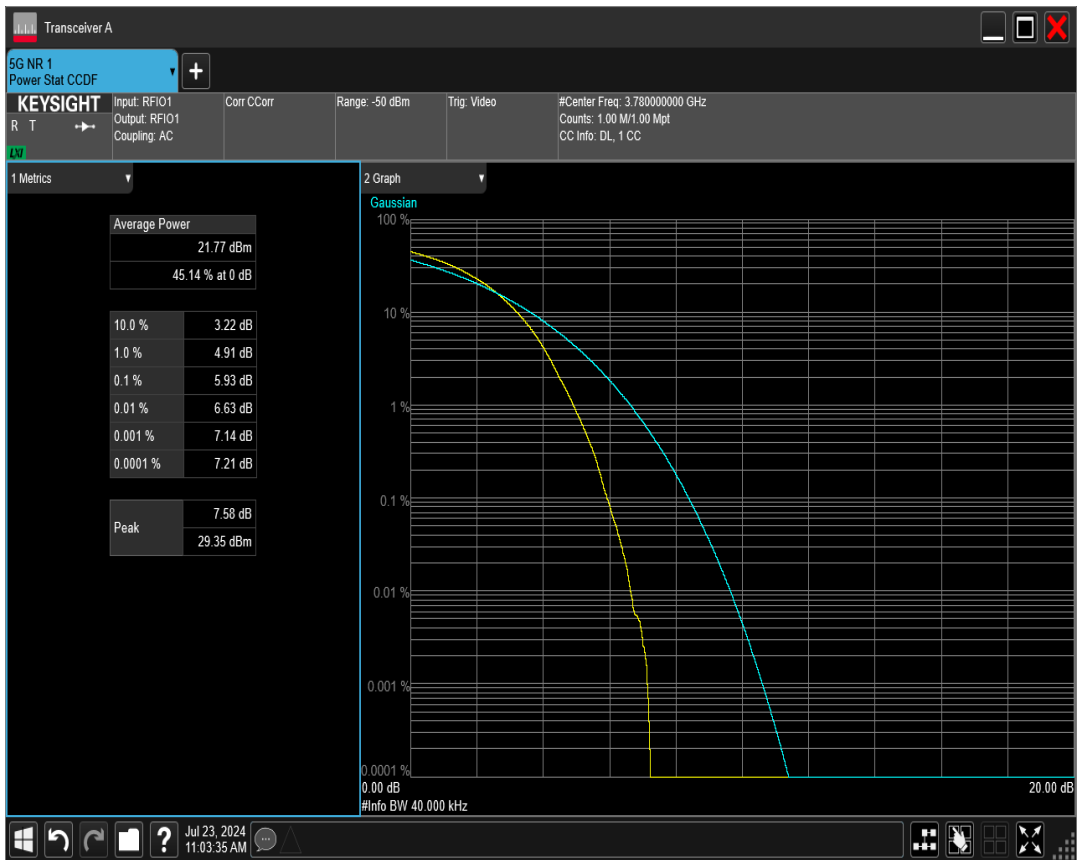 Transceiver A
5G NR 1
Power Stat CCDF
+
KEYSIGHT
R T
LXI
Input: RFIO1
Output: RFIO1
Coupling: AC
Corr CCorr
Range: -50 dBm
Trig: Video
#Center Freq: 3.780000000 GHz
Counts: 1.00 M/1.00 Mpt
CC Info: DL, 1 CC
1 Metrics
Average Power
21.77 dBm
45.14 % at 0 dB
10.0 % 3.22 dB
1.0 % 4.91 dB
0.1 % 5.93 dB
0.01 % 6.63 dB
0.001 % 7.14 dB
0.0001 % 7.21 dB
Peak
7.58 dB
29.35 dBm
2 Graph
Gaussian
100 %
10 %
1 %
0.1 %
0.01 %
0.001 %
0.0001 %
0.00 dB 20.00 dB
#Info BW 40.000 kHz
?
Jul 23, 2024
11:03:35 AM